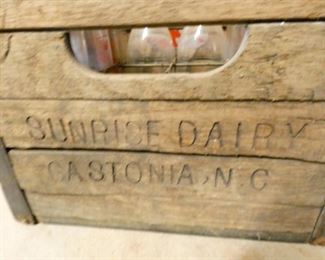 SUNRISE DAIRY
GASTONIA, N.C